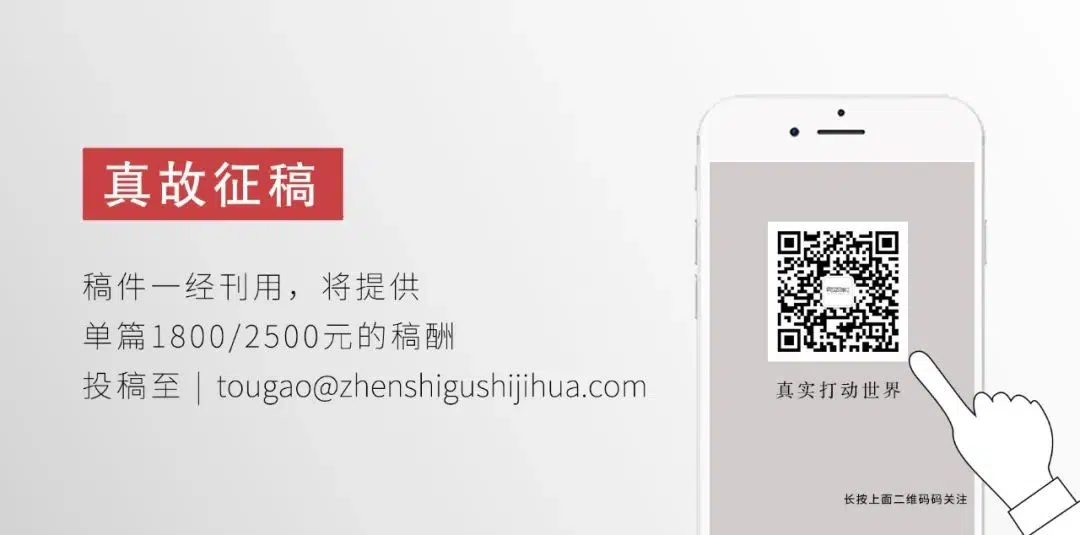 真故征稿
稿件一经刊用，将提供
单篇1800/2500元的稿酬
投稿至 | tougao@zhenshigushijihua.com
真实打动世界
长按上面二维码码关注